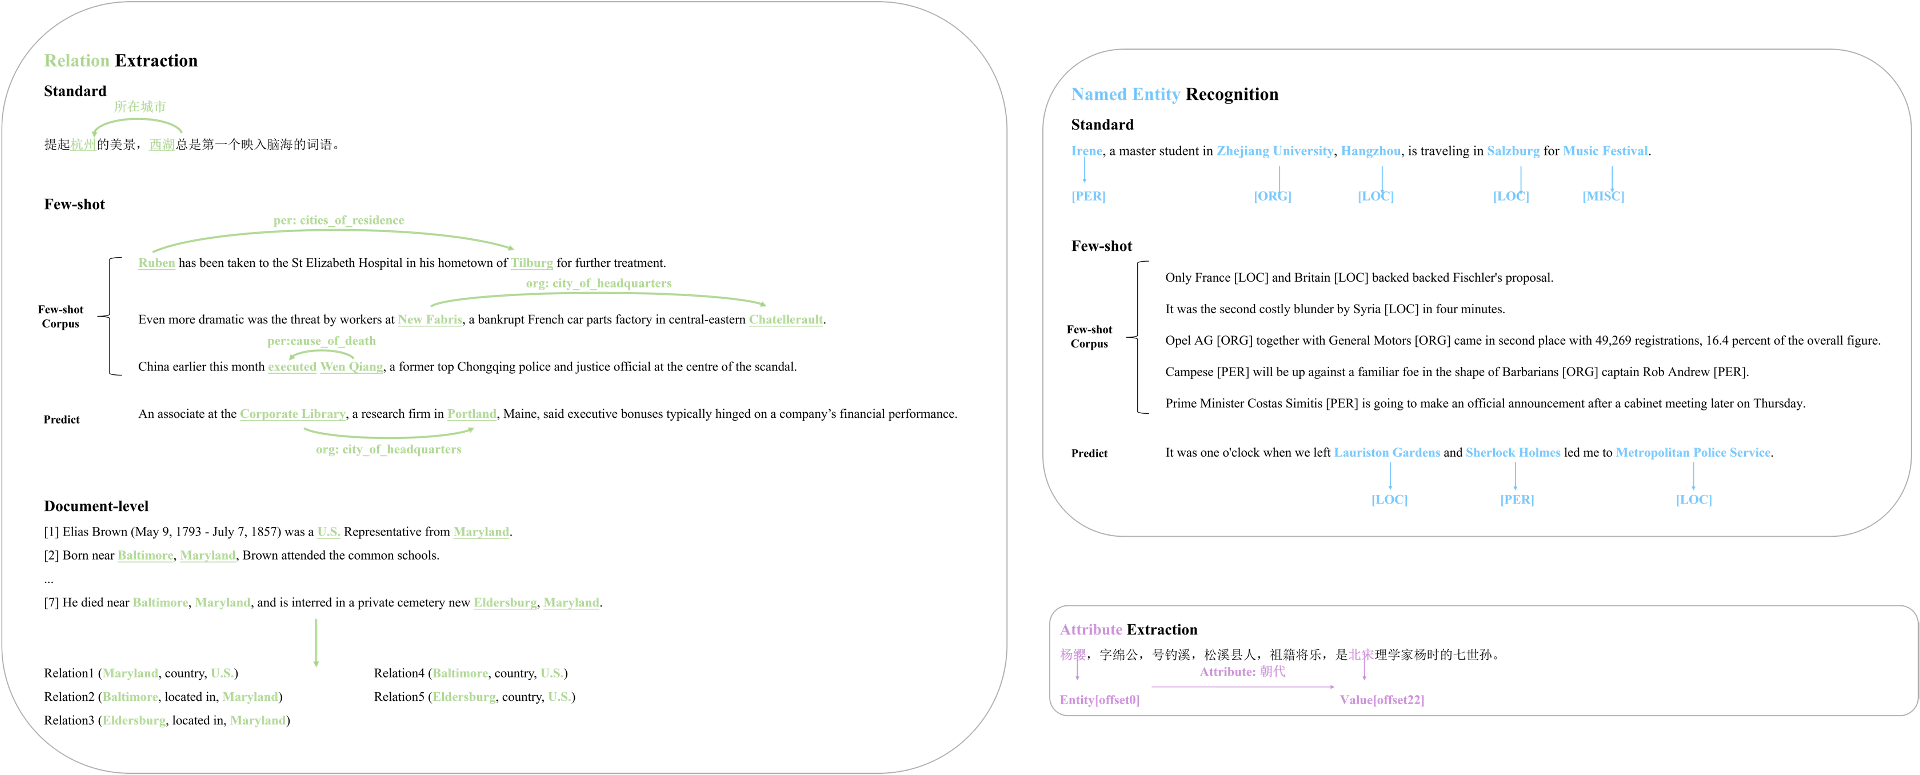 Relation Extraction
Standard
所在城市
提起杭州的美景，西湖总是第一个映入脑海的词语。
Few-shot
per: cities_of_residence
Ruben has been taken to the St Elizabeth Hospital in his hometown of Tilburg for further treatment.
org: city_of_headquarters
Few-shot
Corpus
Even more dramatic was the threat by workers at New Fabris, a bankrupt French car parts factory in central-eastern Chatellerault.
per:cause_of_death
China earlier this month executed Wen Qiang, a former top Chongqing police and justice official at the centre of the scandal.
Predict
An associate at the Corporate Library, a research firm in Portland, Maine, said executive bonuses typically hinged on a company’s financial performance.
org: city_of_headquarters
Document-level
[1] Elias Brown (May 9, 1793 - July 7, 1857) was a U.S. Representative from Maryland.
[2] Born near Baltimore, Maryland, Brown attended the common schools.
...
[7] He died near Baltimore, Maryland, and is interred in a private cemetery new Eldersburg, Maryland.
Relation1 (Maryland, country, U.S.)
Relation2 (Baltimore, located in, Maryland)
Relation3 (Eldersburg, located in, Maryland)
Relation4 (Baltimore, country, U.S.)
Relation5 (Eldersburg, country, U.S.)
Named Entity Recognition
Standard
Irene, a master student in Zhejiang University, Hangzhou, is traveling in Salzburg for Music Festival.
[PER] [ORG] [LOC] [LOC] [MISC]
Few-shot
Few-shot
Corpus
Only France [LOC] and Britain [LOC] backed backed Fischler's proposal.
It was the second costly blunder by Syria [LOC] in four minutes.
Opel AG [ORG] together with General Motors [ORG] came in second place with 49,269 registrations, 16.4 percent of the overall figure.
Campese [PER] will be up against a familiar foe in the shape of Barbarians [ORG] captain Rob Andrew [PER].
Prime Minister Costas Simitis [PER] is going to make an official announcement after a cabinet meeting later on Thursday.
Predict
It was one o'clock when we left Lauriston Gardens and Sherlock Holmes led me to Metropolitan Police Service.
[LOC] [PER] [LOC]
Attribute Extraction
杨缨，字绵公，号钓溪，松溪县人，祖籍将乐，是北宋理学家杨时的七世孙。
Attribute: 朝代
Entity[offset0] Value[offset22]